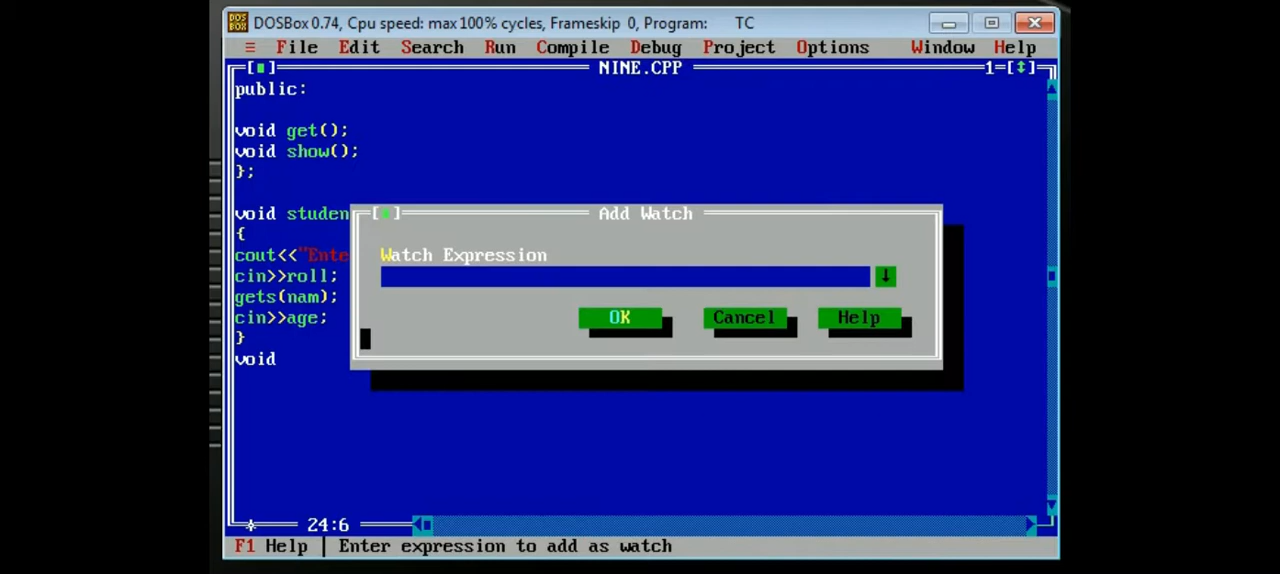 DOS BOX DOSBox 0.74, Cpu speed: max 100% cycles, Frameskip 0, Program: TC
≡ File Edit Search Run Compile Debug Project Options Window Help
[■] NINE.CPP 1=[↕]
public:
void get();
void show();
};
void studen
[■] Add Watch
{
cout<<"Ente
Watch Expression
cin>>roll;
gets(nam);
cin>>age;
OK Cancel Help
}
void
* 24:6
F1 Help | Enter expression to add as watch